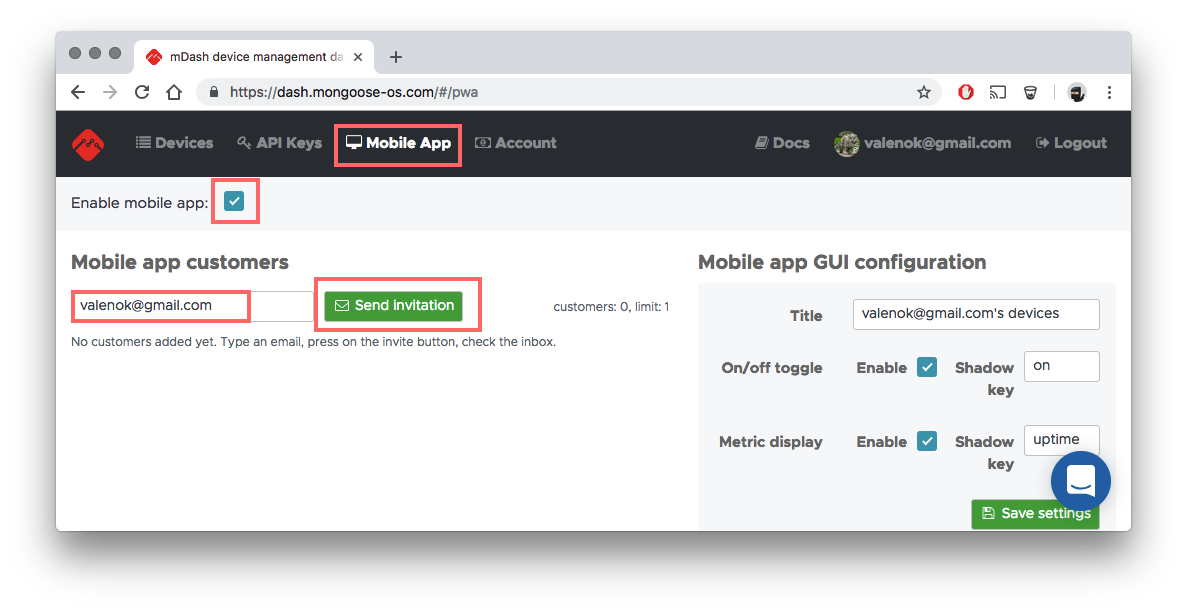 mDash device management da
https://dash.mongoose-os.com/#/pwa
Devices API Keys Mobile App Account Docs valenok@gmail.com Logout
Enable mobile app:
Mobile app customers
valenok@gmail.com Send invitation customers: 0, limit: 1
No customers added yet. Type an email, press on the invite button, check the inbox.
Mobile app GUI configuration
Title valenok@gmail.com's devices
On/off toggle Enable Shadow on
key
Metric display Enable Shadow uptime
key
Save settings